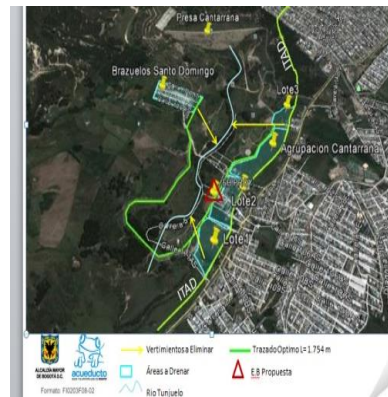 Presa Cantarrana
ITAD
Brazuelos Santo Domingo
Lote3
Agrupación Cantarrana
Lote2
Lote1
ITAD
ALCALDIA MAYOR
DE BOGOTÁ D.C.
acueducto
Vertimientos a Eliminar
Trazado Optimo L= 1.754 m
Áreas a Drenar
E.B Propuesta
Rio Tunjuelo
Formato FI0203F08-02